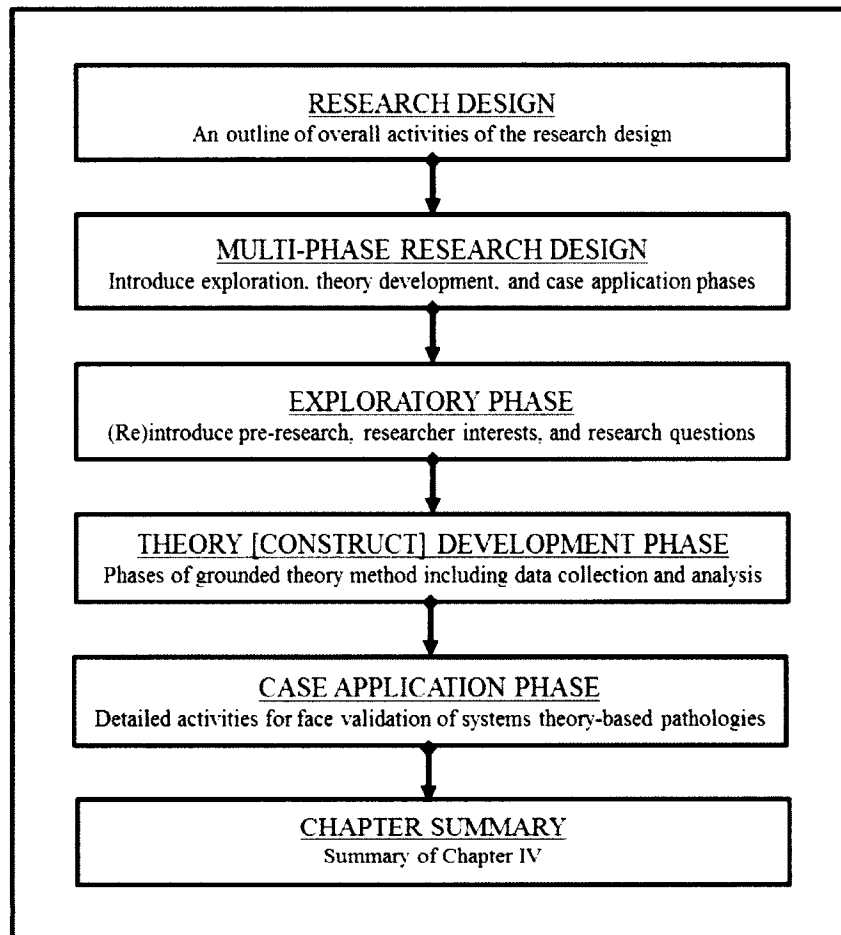 RESEARCH DESIGN
An outline of overall activities of the research design
MULTI-PHASE RESEARCH DESIGN
Introduce exploration, theory development, and case application phases
EXPLORATORY PHASE
(Re)introduce pre-research, researcher interests, and research questions
THEORY [CONSTRUCT] DEVELOPMENT PHASE
Phases of grounded theory method including data collection and analysis
CASE APPLICATION PHASE
Detailed activities for face validation of systems theory-based pathologies
CHAPTER SUMMARY
Summary of Chapter IV